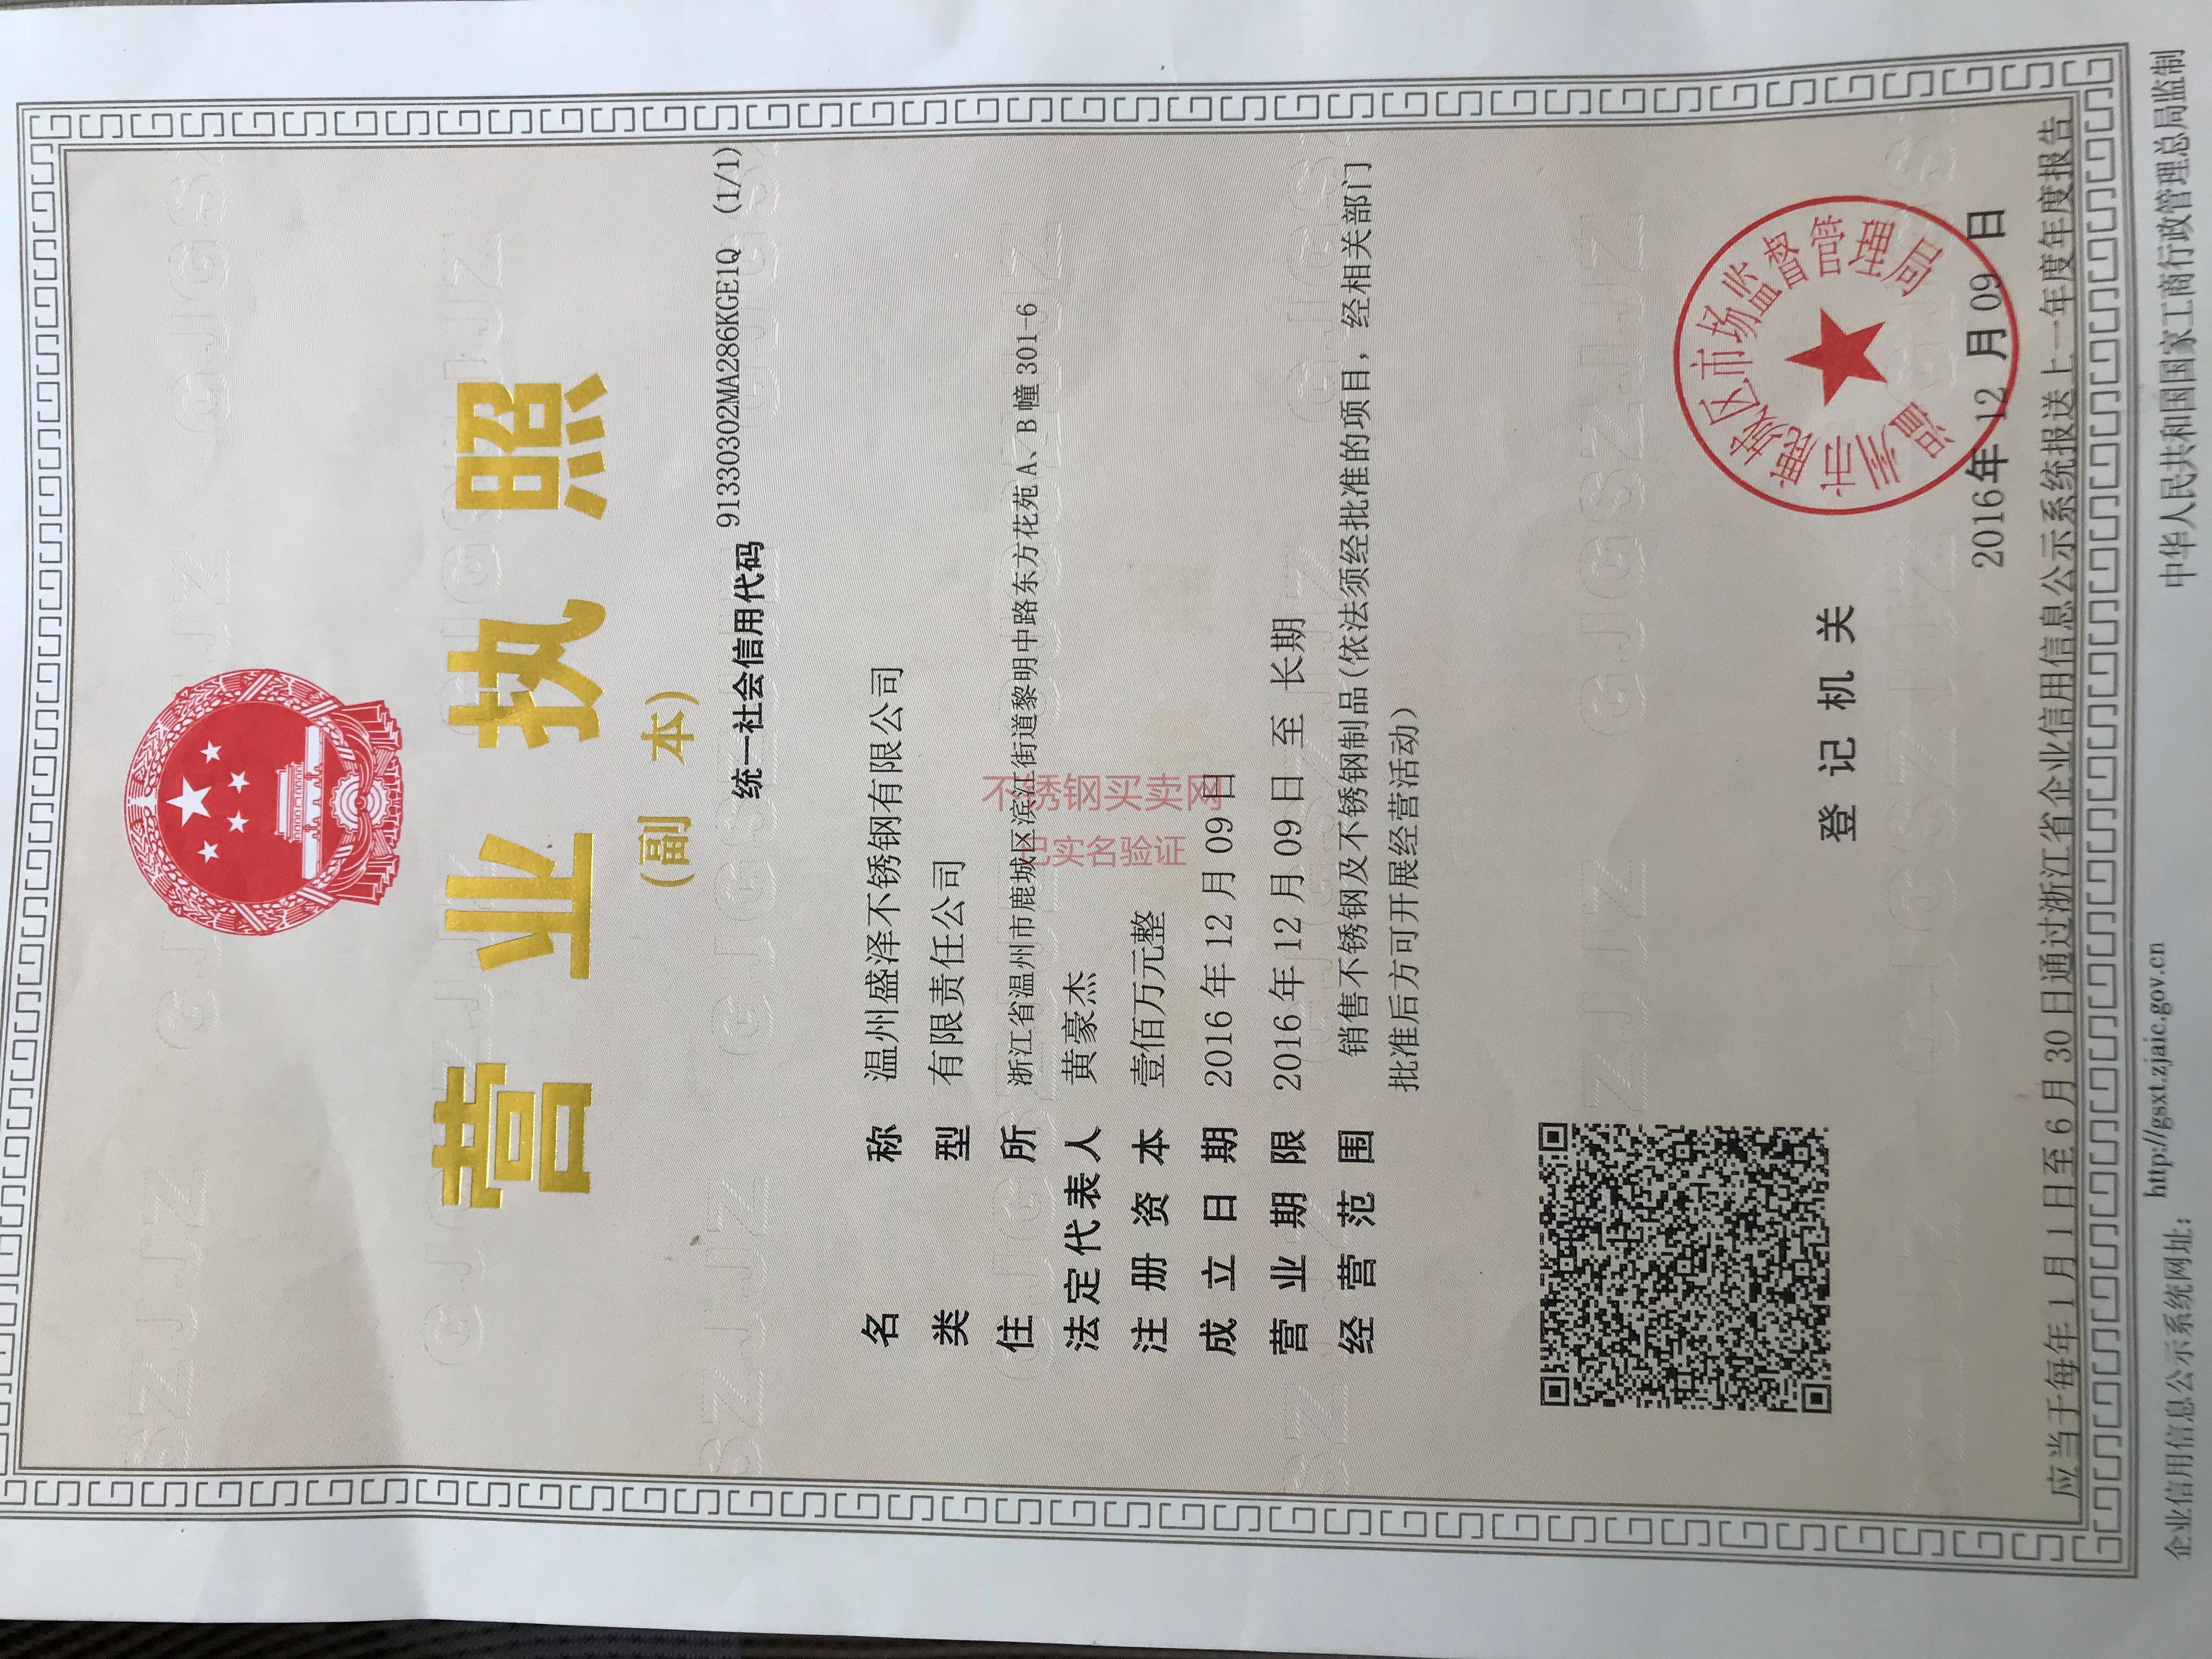 营业执照
(副 本)
统一社会信用代码 91330302MA286KGE1Q (1/1)
名称 温州盛泽不锈钢有限公司
类型 有限责任公司
住所 浙江省温州市鹿城区滨江街道黎明中路东方花苑A、B幢301-6
法定代表人 黄豪杰
注册资本 壹佰万元整
成立日期 2016年12月09日
营业期限 2016年12月09日至长期
经营范围 销售不锈钢及不锈钢制品(依法须经批准的项目，经相关部门
批准后方可开展经营活动)
不锈钢买卖网
已实名验证
登记机关
温州市鹿城区市场监督管理局
2016年12月09日
应当于每年1月1日至6月30日通过浙江省企业信用信息公示系统报送上一年度年度报告
企业信用信息公示系统网址: http://gsxt.zjaic.gov.cn 中华人民共和国国家工商行政管理总局监制